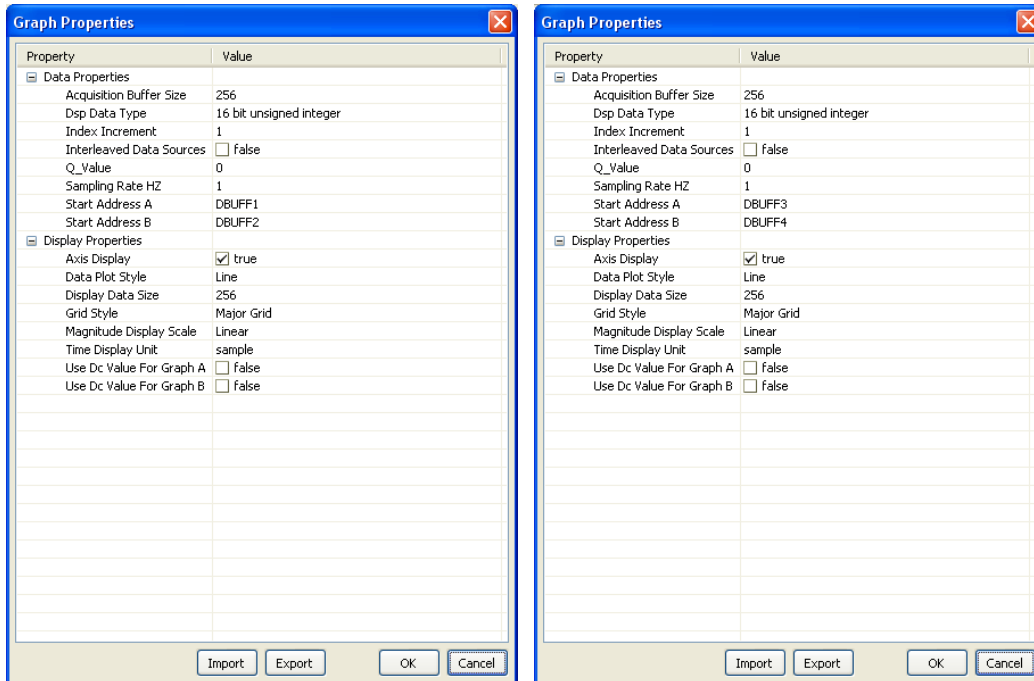 Graph Properties
Property Value
Data Properties
Acquisition Buffer Size 256
Dsp Data Type 16 bit unsigned integer
Index Increment 1
Interleaved Data Sources false
Q_Value 0
Sampling Rate HZ 1
Start Address A DBUFF1
Start Address B DBUFF2
Display Properties
Axis Display true
Data Plot Style Line
Display Data Size 256
Grid Style Major Grid
Magnitude Display Scale Linear
Time Display Unit sample
Use Dc Value For Graph A false
Use Dc Value For Graph B false
Import Export OK Cancel
Graph Properties
Property Value
Data Properties
Acquisition Buffer Size 256
Dsp Data Type 16 bit unsigned integer
Index Increment 1
Interleaved Data Sources false
Q_Value 0
Sampling Rate HZ 1
Start Address A DBUFF3
Start Address B DBUFF4
Display Properties
Axis Display true
Data Plot Style Line
Display Data Size 256
Grid Style Major Grid
Magnitude Display Scale Linear
Time Display Unit sample
Use Dc Value For Graph A false
Use Dc Value For Graph B false
Import Export OK Cancel